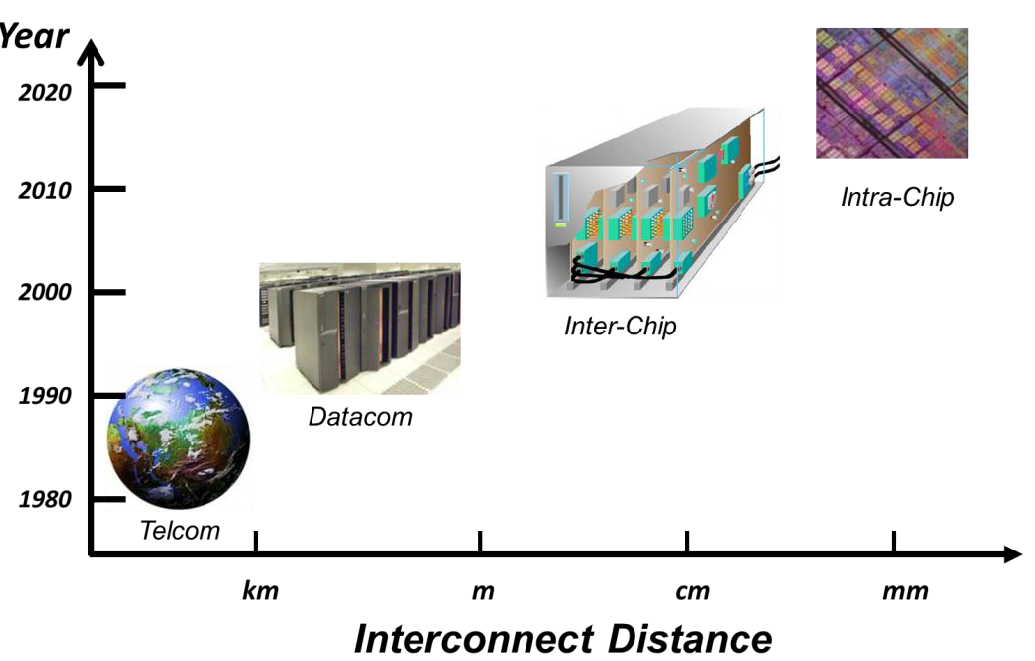 Year
2020
2010
2000
1990
1980
Intra-Chip
Inter-Chip
Datacom
Telcom
km
m
cm
mm
Interconnect Distance